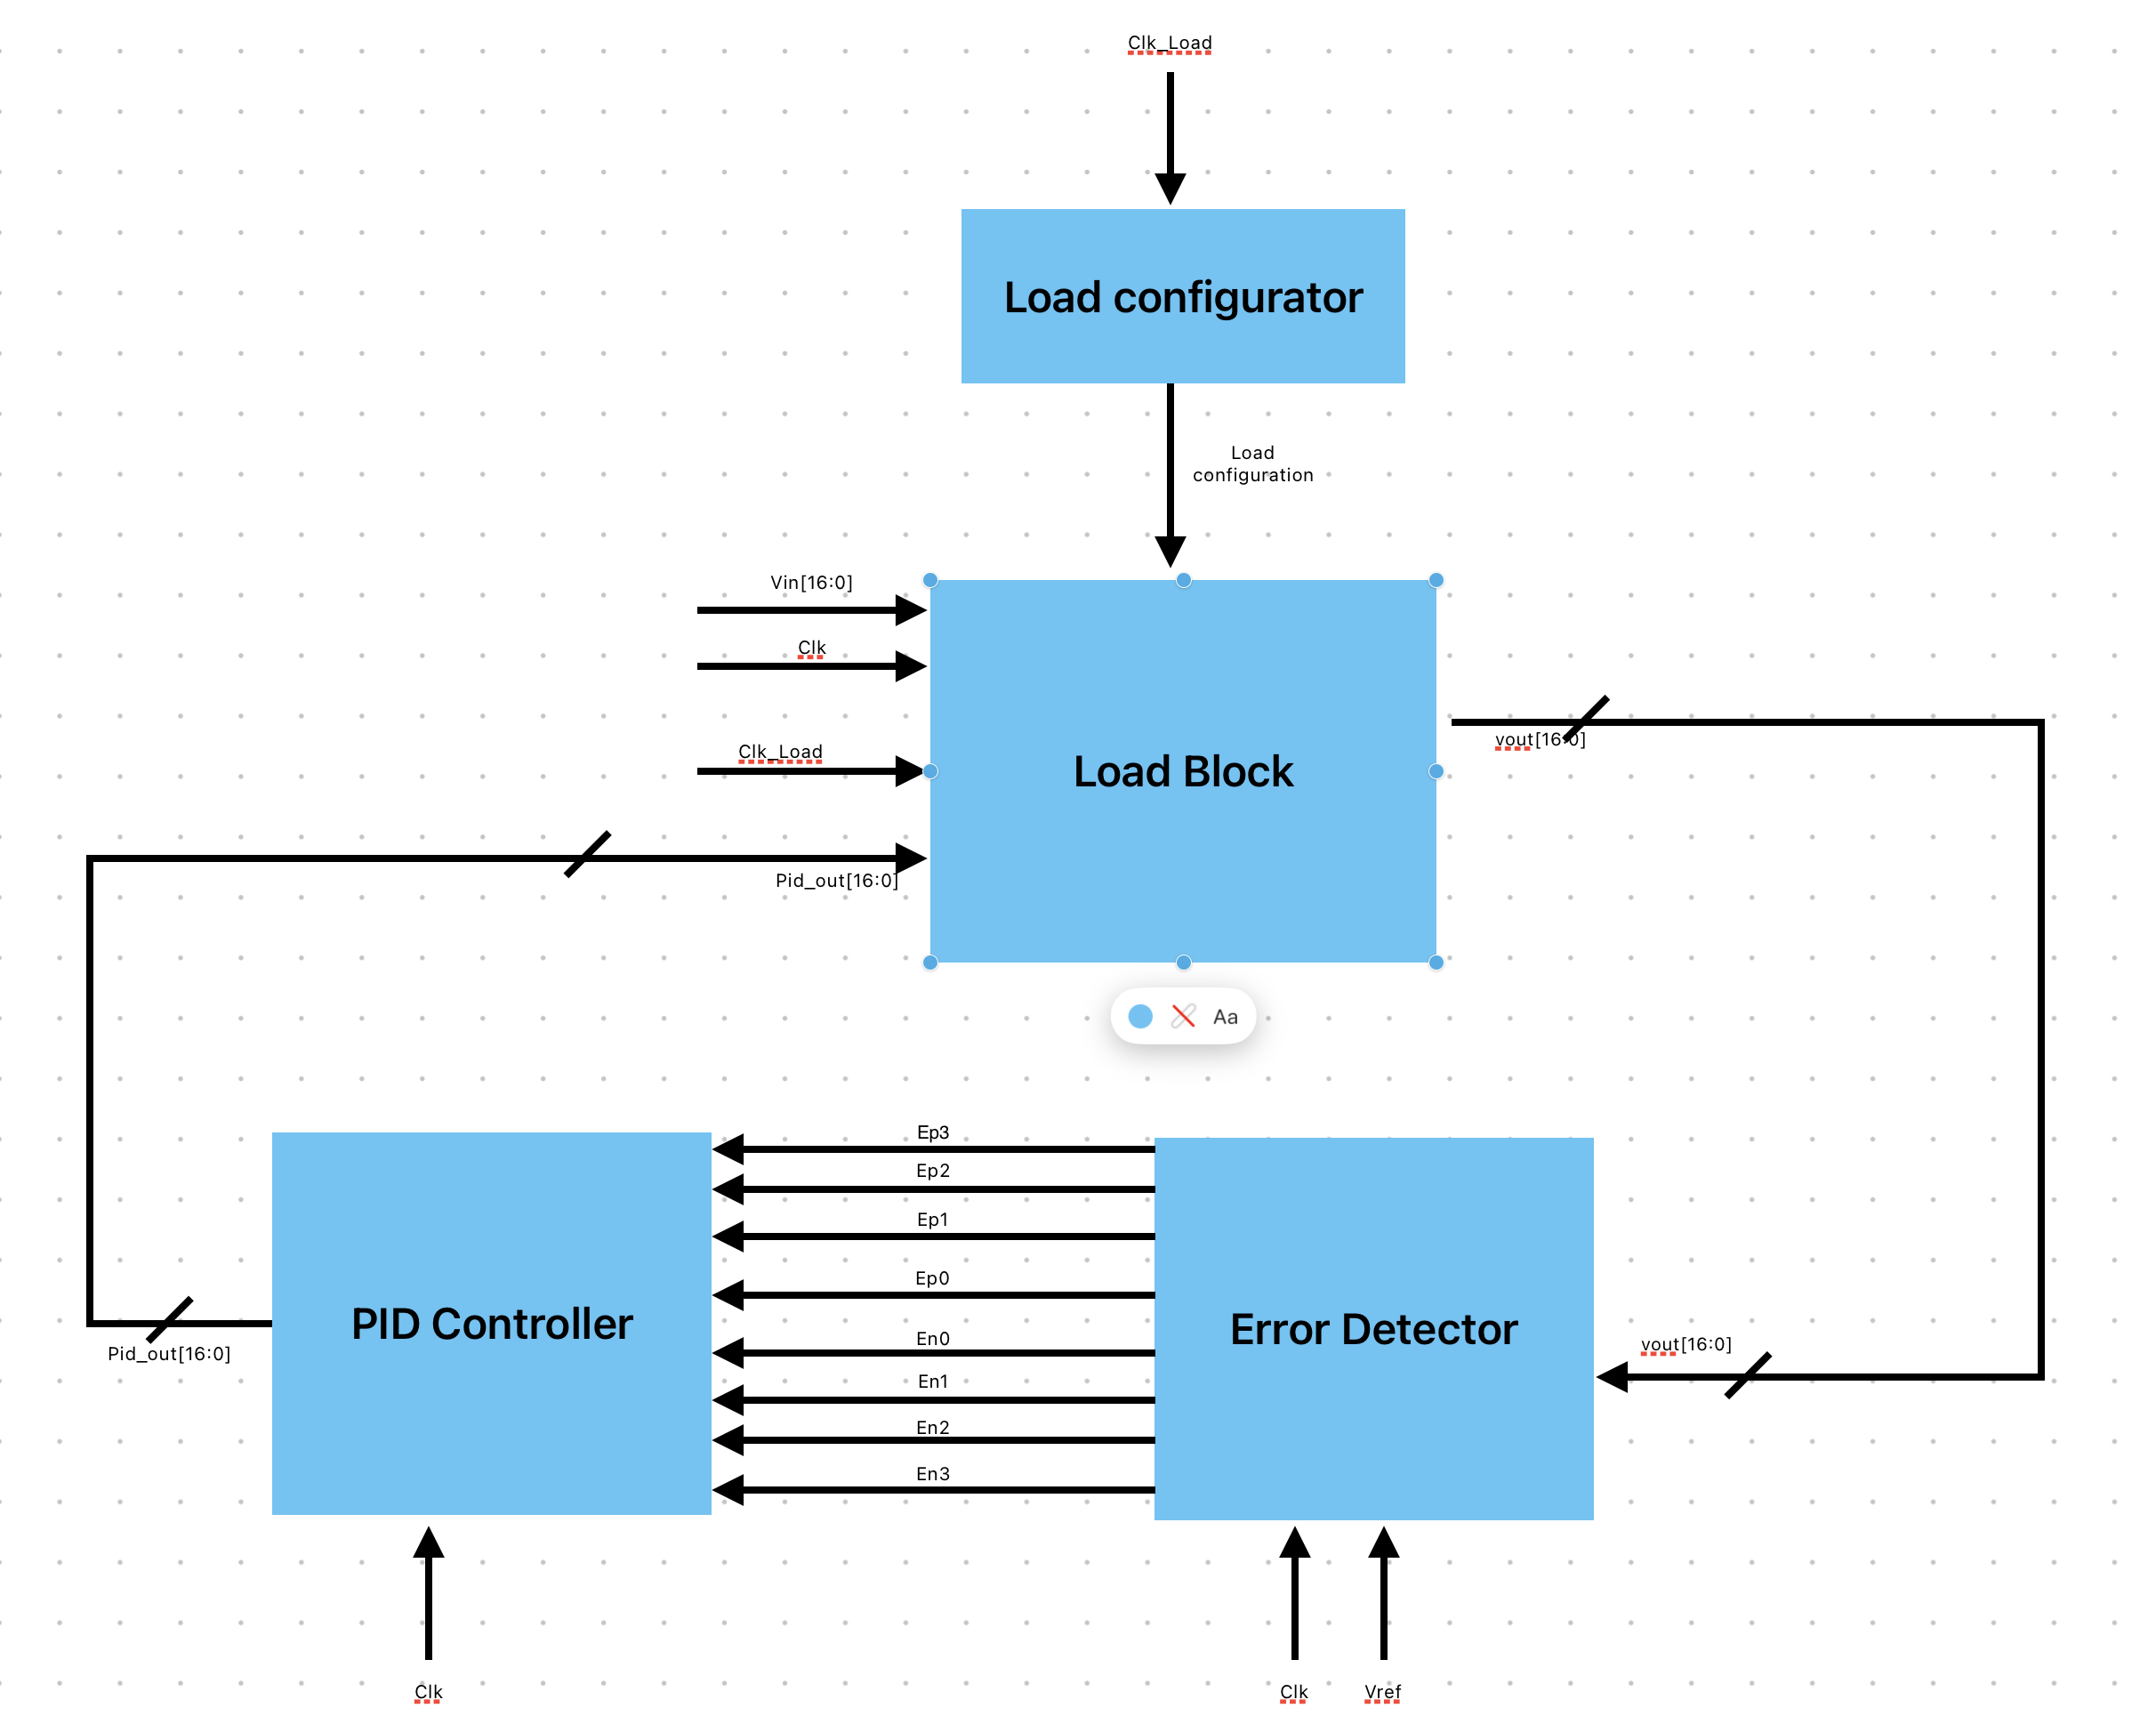 Clk_Load
Load configurator
Load
configuration
Vin[16:0]
Clk
Clk_Load
Pid_out[16:0]
Load Block
vout[16:0]
Aa
Ep3
Ep2
Ep1
Ep0
En0
En1
En2
En3
PID Controller
Error Detector
Pid_out[16:0]
vout[16:0]
Clk
Clk
Vref